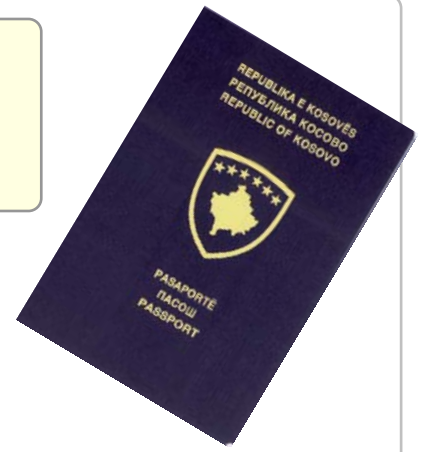 REPUBLIKA E KOSOVËS
РЕПУБЛИКА КОСОВО
REPUBLIC OF KOSOVO
PASAPORTË
ПАСОШ
PASSPORT